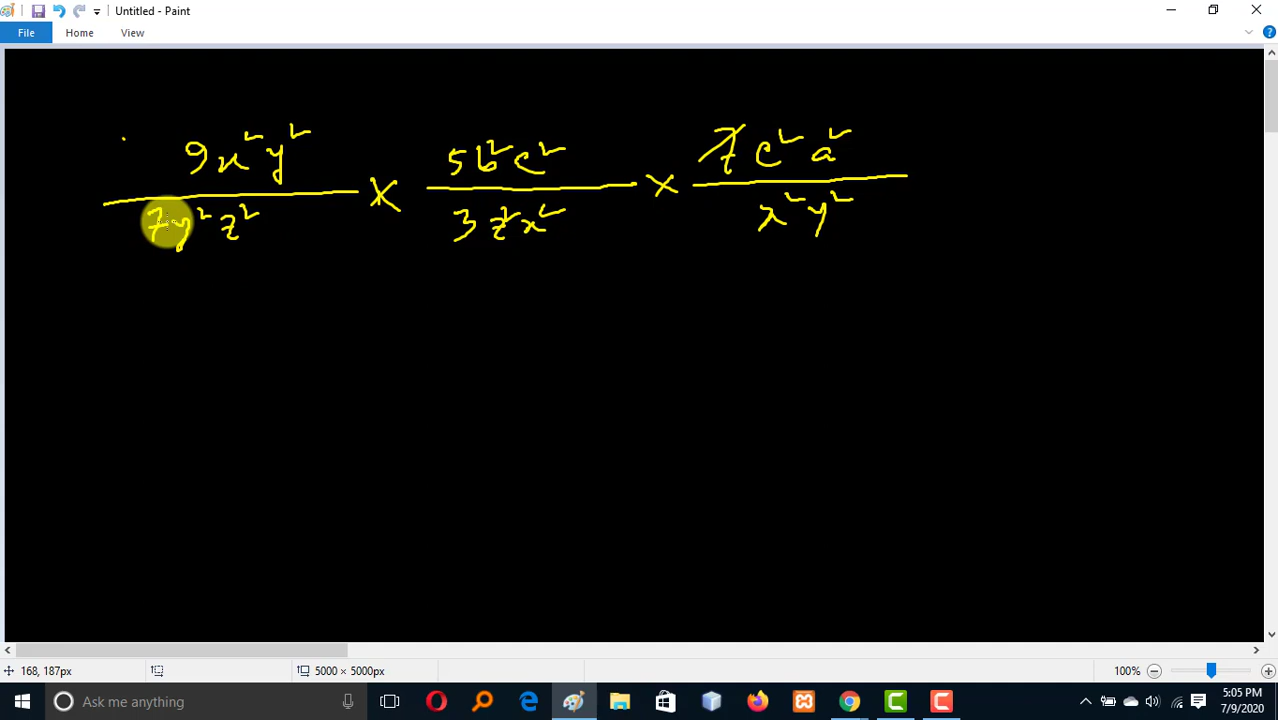 Untitled - Paint
File Home View
9x²y² / 7y²z² × 5b²c² / 3z²x² × 7c²a² / x²y²
168, 187px 5000 × 5000px 100%
Ask me anything 5:05 PM
7/9/2020